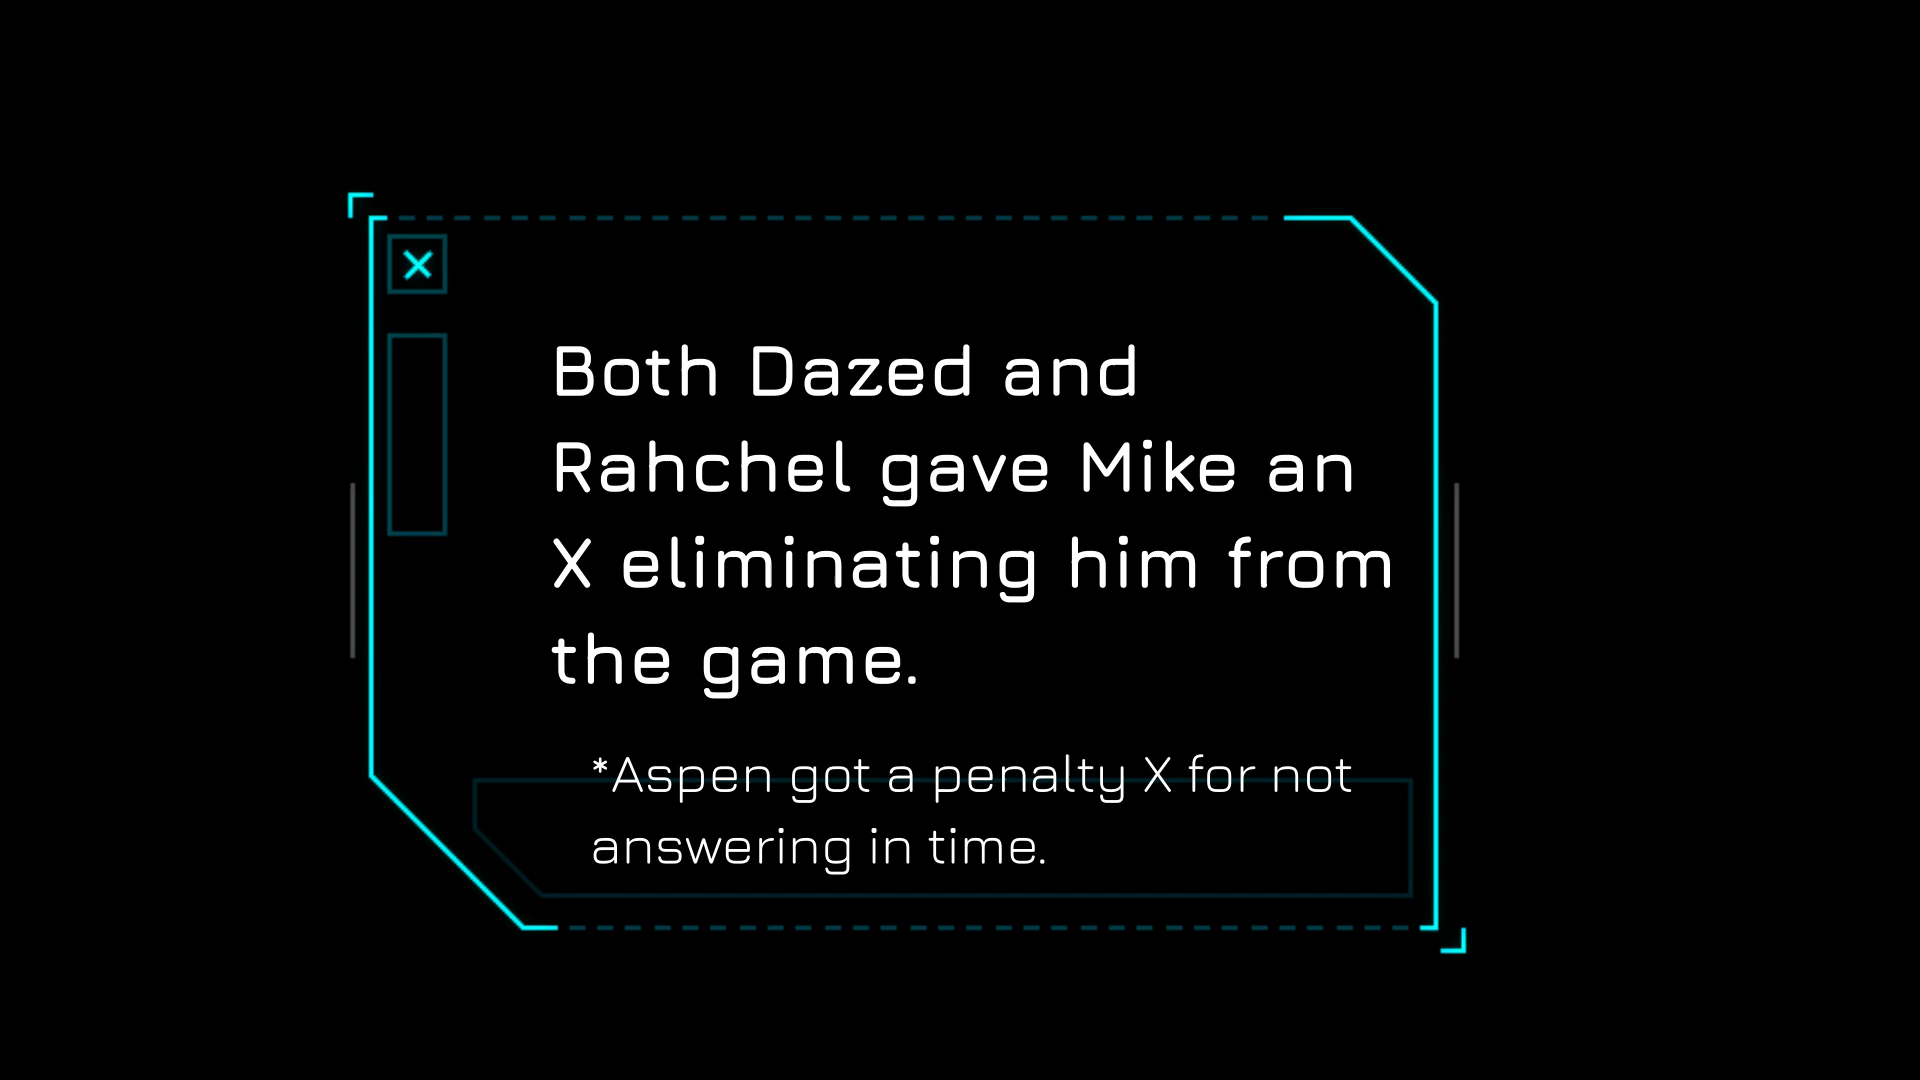 Both Dazed and
Rahchel gave Mike an
X eliminating him from
the game.
*Aspen got a penalty X for not
answering in time.